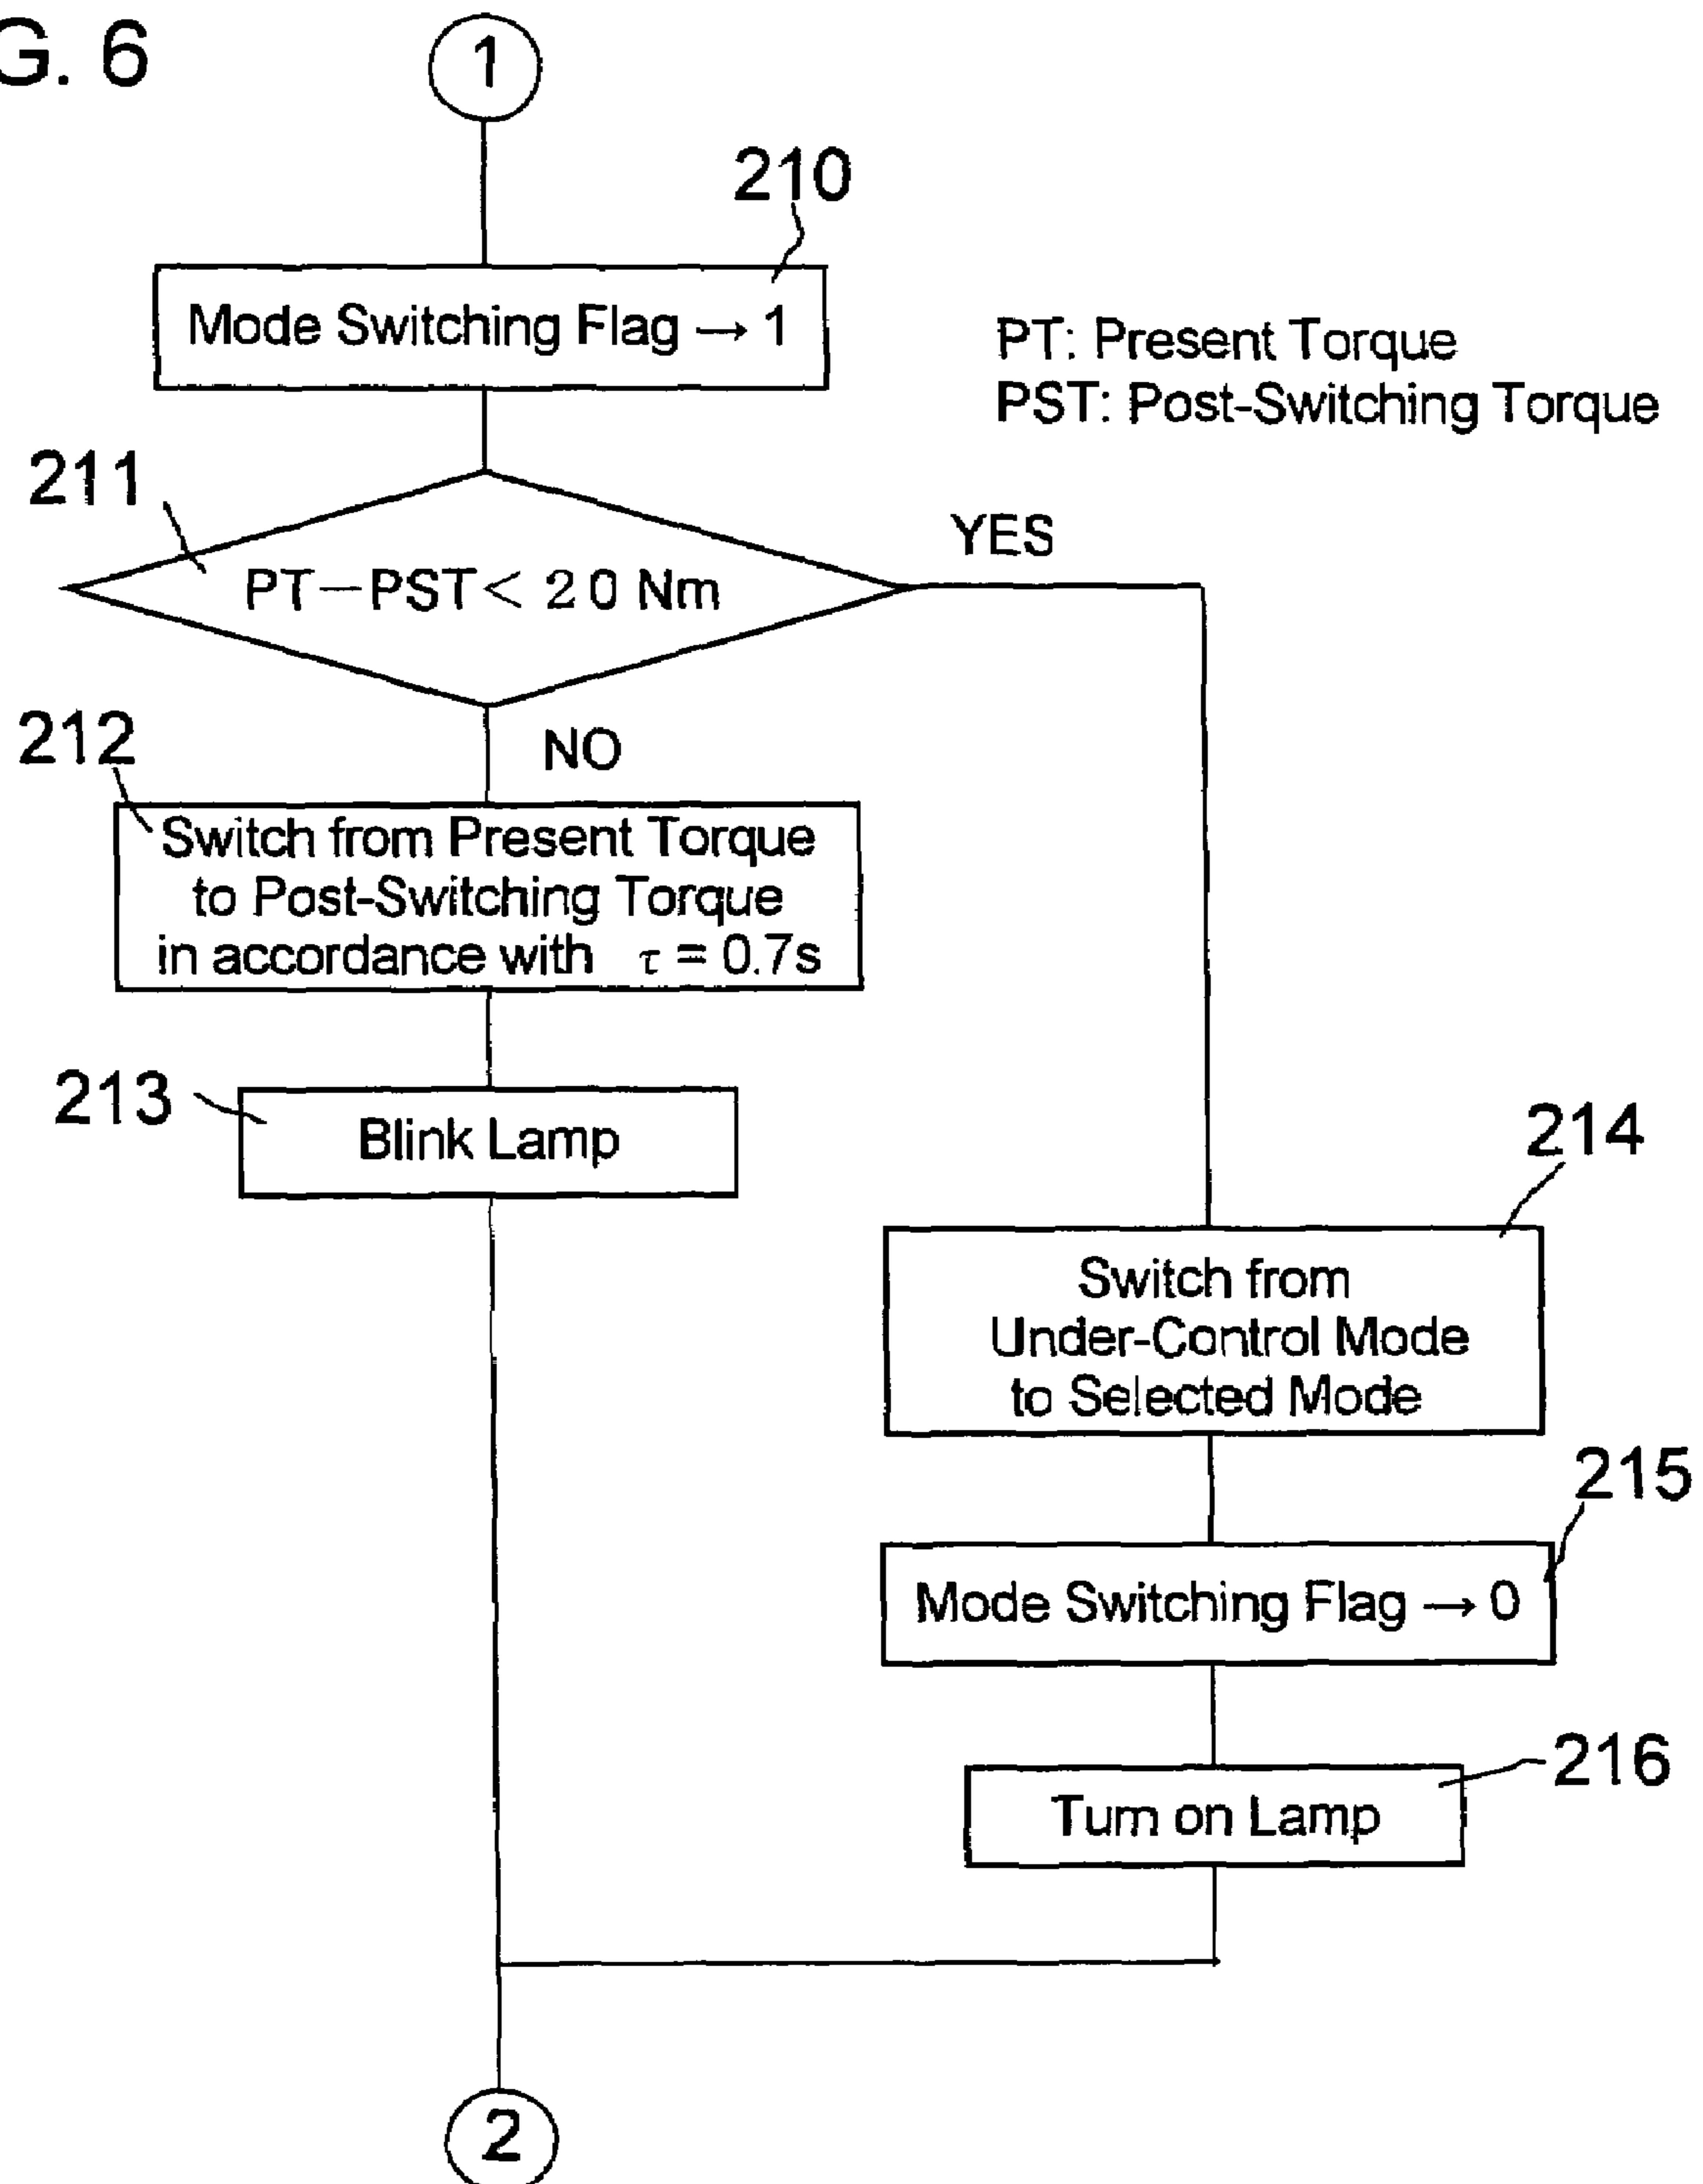 G. 6
1
210
Mode Switching Flag → 1
PT: Present Torque
PST: Post-Switching Torque
211
PT−PST< 20 Nm
YES
NO
212
Switch from Present Torque
to Post-Switching Torque
in accordance with τ = 0.7s
213
Blink Lamp
214
Switch from
Under-Control Mode
to Selected Mode
215
Mode Switching Flag → 0
216
Turn on Lamp
2